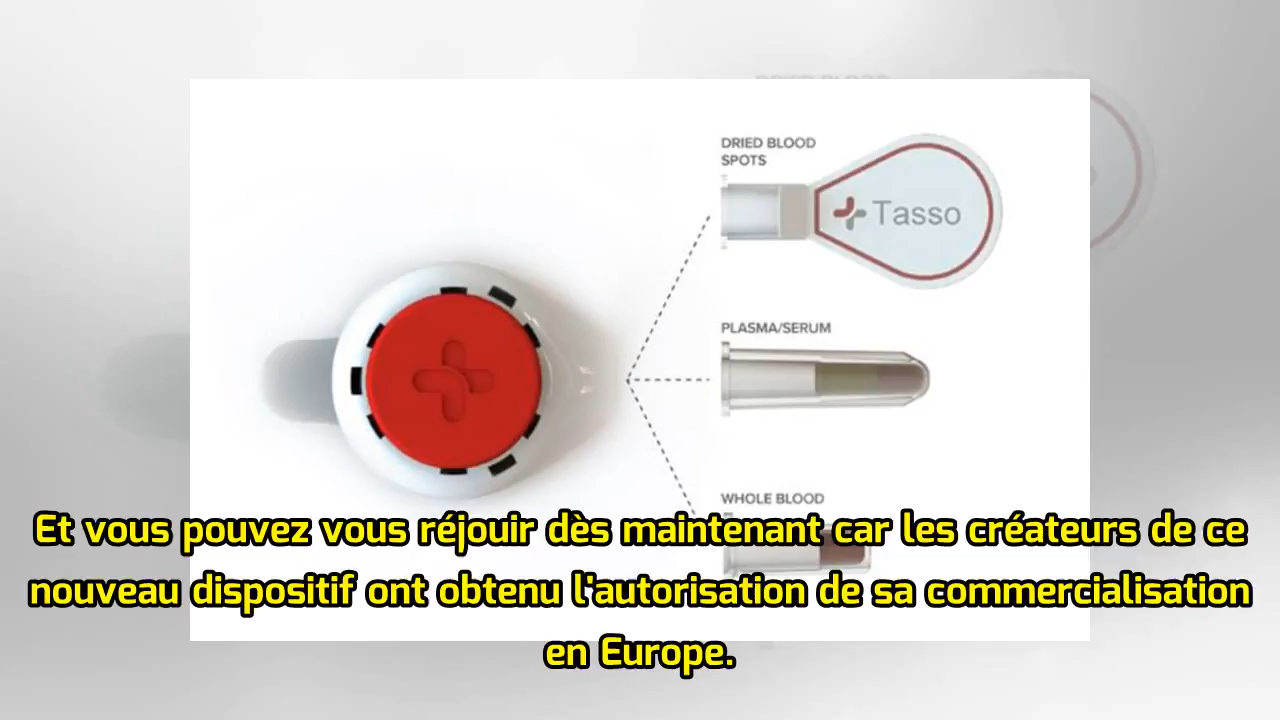 DRIED BLOOD
SPOTS
Tasso
PLASMA/SERUM
WHOLE BLOOD
Et vous pouvez vous réjouir dès maintenant car les créateurs de ce
nouveau dispositif ont obtenu l'autorisation de sa commercialisation
en Europe.